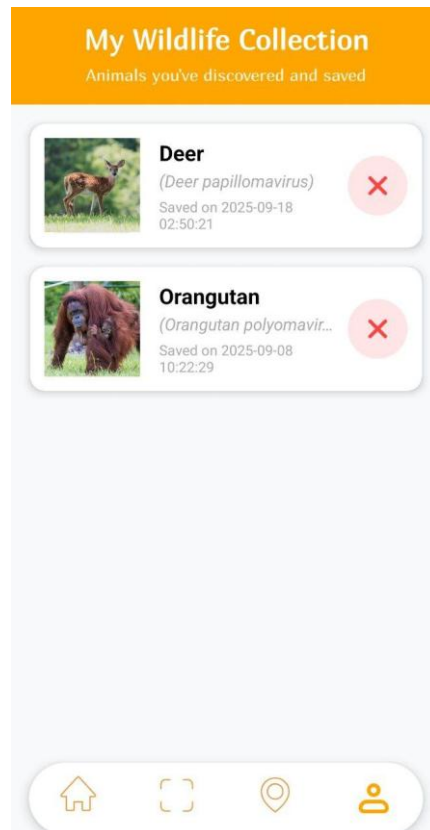 My Wildlife Collection
Animals you've discovered and saved
Deer
(Deer papillomavirus)
Saved on 2025-09-18
02:50:21
Orangutan
(Orangutan polyomavir...
Saved on 2025-09-08
10:22:29